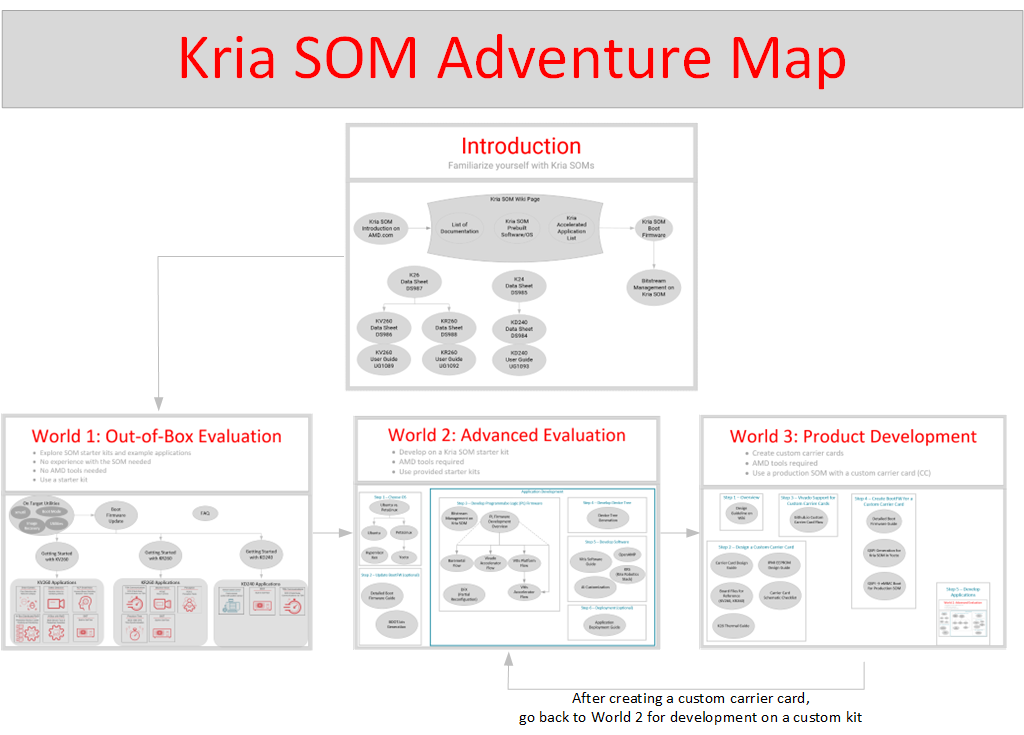 Kria SOM Adventure Map
Introduction
Familiarize yourself with Kria SOMs
Kria SOM Wiki Page
Kria SOM
Introduction on
AMD.com
List of
Documentation
Kria SOM
Prebuilt
Software/OS
Kria
Accelerated
Application
List
Kria SOM
Boot
Firmware
Bitstream
Management on
Kria SOM
K26
Data Sheet
DS987
K24
Data Sheet
DS985
KV260
Data Sheet
DS986
KR260
Data Sheet
DS988
KD240
Data Sheet
DS984
KV260
User Guide
UG1089
KR260
User Guide
UG1092
KD240
User Guide
UG1093
World 1: Out-of-Box Evaluation
Explore SOM starter kits and example applications
No experience with the SOM needed
No AMD tools needed
Use a starter kit
On Target Utilities
Boot
Firmware
Update
FAQ
Getting Started
with KV260
Getting Started
with KR260
Getting Started
with KD240
KV260 Applications
KR260 Applications
KD240 Applications
World 2: Advanced Evaluation
Develop on a Kria SOM starter kit
AMD tools required
Use provided starter kits
Step 1 - Choose OS
Ubuntu vs
Petalinux
Ubuntu
Petalinux
Hypervisor
Xen
Yocto
Step 2 - Update Boot FW (optional)
Detailed Boot
Firmware Guide
BOOT.bin
Generation
Application Development
Step 3 - Develop Programmable Logic (PL) Firmware
Bitstream
Management on
Kria SOM
PL Firmware
Development
Overview
Vivado
Accelerator
Flow
Vitis Platform
Flow
Vitis
Accelerator
Flow
DFX
Step 4 - Develop Device Tree
Device Tree
Generation
Step 5 - Develop Software
Vitis Software
Guide
OpenAMP
AI Customization
Application
Deployment Guide
World 3: Product Development
Create custom carrier cards
AMD tools required
Use a production SOM with a custom carrier card (CC)
Step 1 - Overview
Design
Guideline on
Wiki
Step 3 - Vivado Support for
Custom Carrier Cards
Custom
Carrier Card Flow
Step 4 - Create Boot FW for a
Custom Carrier Card
Detailed Boot
Firmware Guide
Step 2 - Design a Custom Carrier Card
Carrier Card Design
Guide
Design Guide
Board Files for
Reference
Carrier Card
Schematic Checklist
K26 Thermal Guide
Step 5 - Develop
Applications
World 2: Advanced Evaluation
After creating a custom carrier card,
go back to World 2 for development on a custom kit